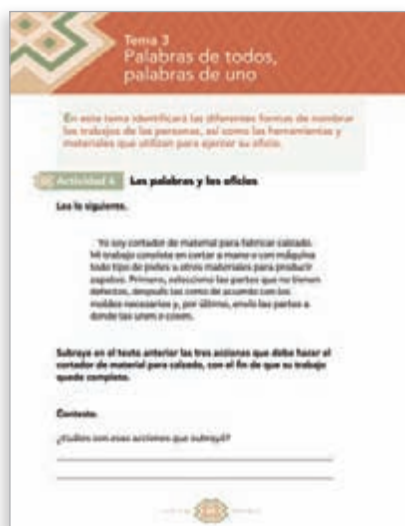 Tema 3
Palabras de todos,
palabras de uno
En este tema identificará las diferentes formas de nombrar
los trabajos de las personas, así como las herramientas y
materiales que utilizan para ejercer su oficio.
Actividad 4 Las palabras y los oficios
Lea lo siguiente.
Yo soy cortador de material para fabricar calzado.
Mi trabajo consiste en cortar a mano o con máquina
todo tipo de pieles u otros materiales para producir
zapatos. Primero, selecciono las partes que no tienen
defectos, después las corto de acuerdo con los
moldes necesarios y, por último, envío las partes a
donde las unen o cosen.
Subraye en el texto anterior las tres acciones que debe hacer el
cortador de material para calzado, con el fin de que su trabajo
quede completo.
Conteste.
¿Cuáles son esas acciones que subrayó?